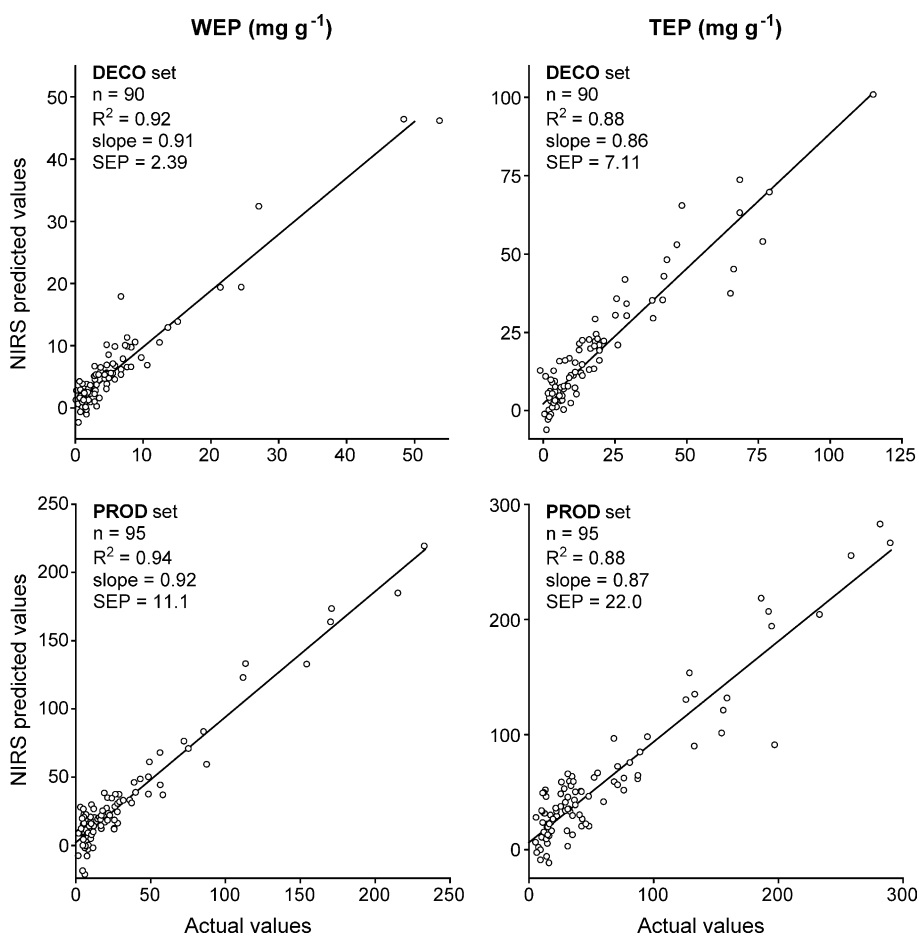 WEP (mg g⁻¹)
TEP (mg g⁻¹)
NIRS predicted values
50
40
30
20
10
0
DECO set
n = 90
R² = 0.92
slope = 0.91
SEP = 2.39
0 10 20 30 40 50
100
75
50
25
0
DECO set
n = 90
R² = 0.88
slope = 0.86
SEP = 7.11
0 25 50 75 100 125
NIRS predicted values
250
200
150
100
50
0
PROD set
n = 95
R² = 0.94
slope = 0.92
SEP = 11.1
0 50 100 150 200 250
Actual values
300
200
100
0
PROD set
n = 95
R² = 0.88
slope = 0.87
SEP = 22.0
0 100 200 300
Actual values